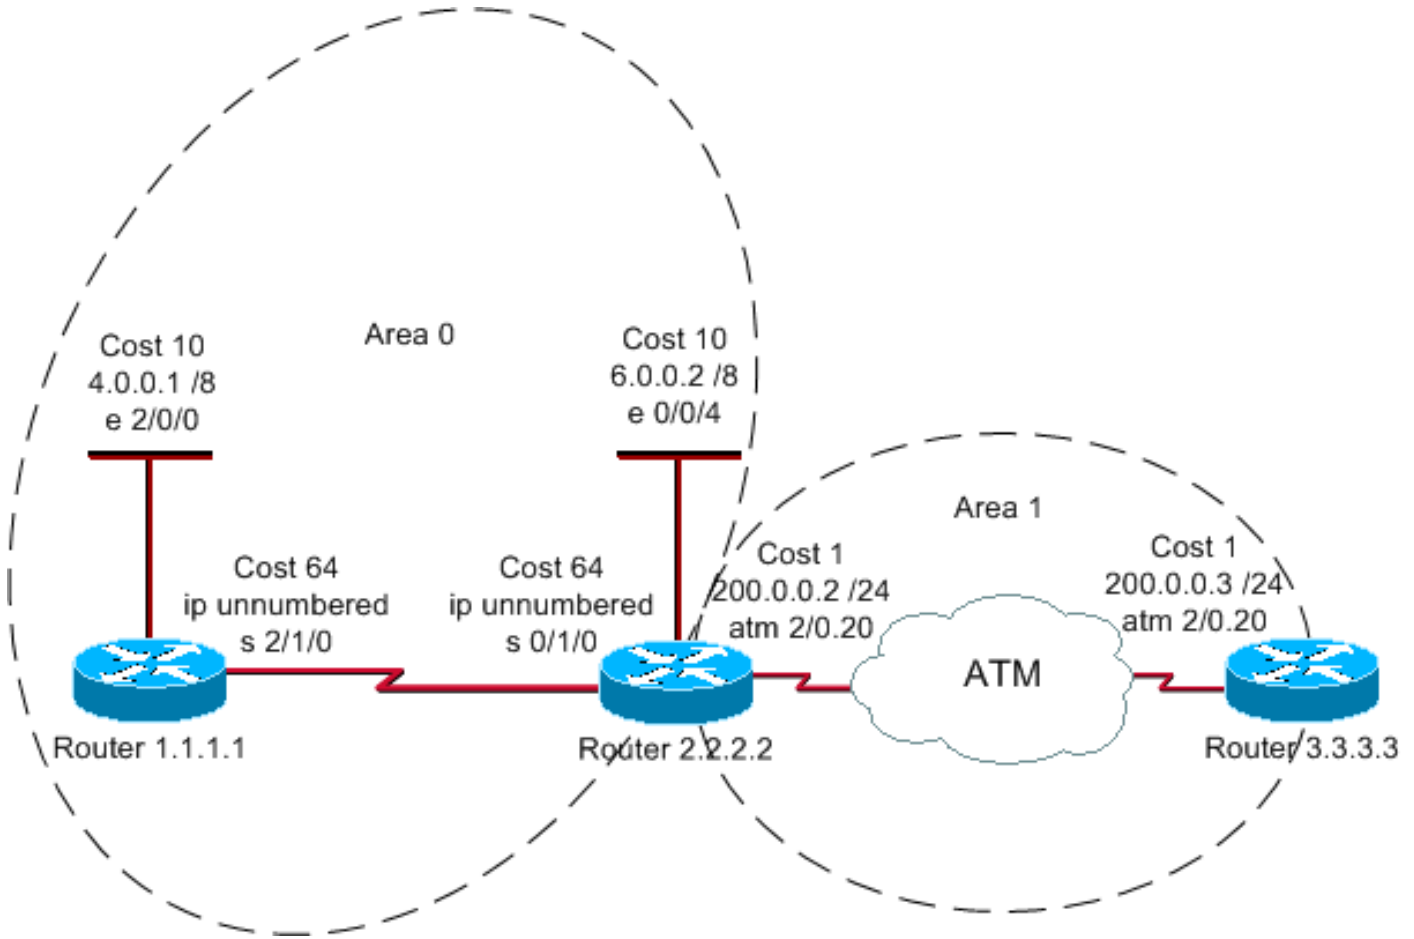 Area 0
Cost 10
4.0.0.1 /8
e 2/0/0
Cost 10
6.0.0.2 /8
e 0/0/4
Area 1
Cost 64
ip unnumbered
s 2/1/0
Cost 64
ip unnumbered
s 0/1/0
Cost 1
200.0.0.2 /24
atm 2/0.20
Cost 1
200.0.0.3 /24
atm 2/0.20
ATM
Router 1.1.1.1
Router 2.2.2.2
Router 3.3.3.3